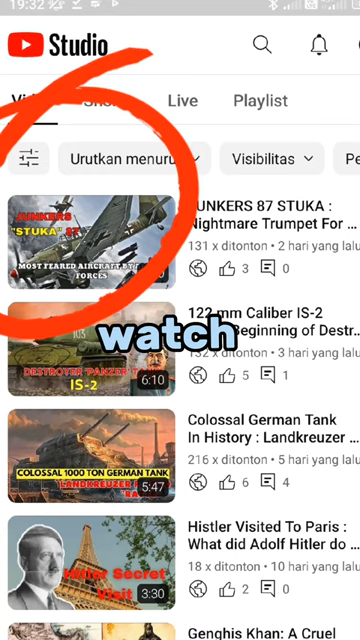 19:32
Studio
Live
Playlist
Urutkan menuru
Visibilitas
JUNKERS
"STUKA" 87
MOST FEARED AIRCRAFT BY
FORCES
JUNKERS 87 STUKA :
Nightmare Trumpet For ...
131 x ditonton • 2 hari yang lalu
3
0
watch
DESTROYER "PANZER" TANK
IS-2
6:10
122 mm Caliber IS-2
Beginning of Destr...
132 x ditonton • 3 hari yang lalu
5
1
COLOSSAL 1000 TON GERMAN TANK
"LANDKREUZER
5:47
Colossal German Tank
In History : Landkreuzer ...
216 x ditonton • 5 hari yang lalu
6
4
Hitler Secret
Visit
3:30
Histler Visited To Paris :
What did Adolf Hitler do ...
18 x ditonton • 10 hari yang lalu
2
0
Genghis Khan: A Cruel